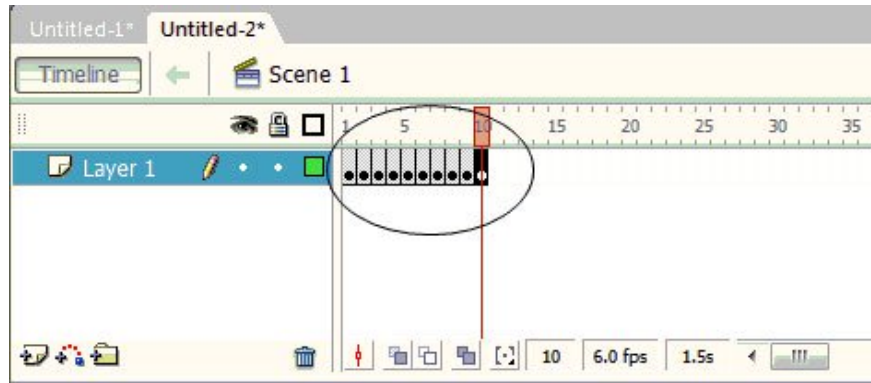 Untitled-1* Untitled-2*
Timeline Scene 1
1 5 10 15 20 25 30 35
Layer 1
10 6.0 fps 1.5s